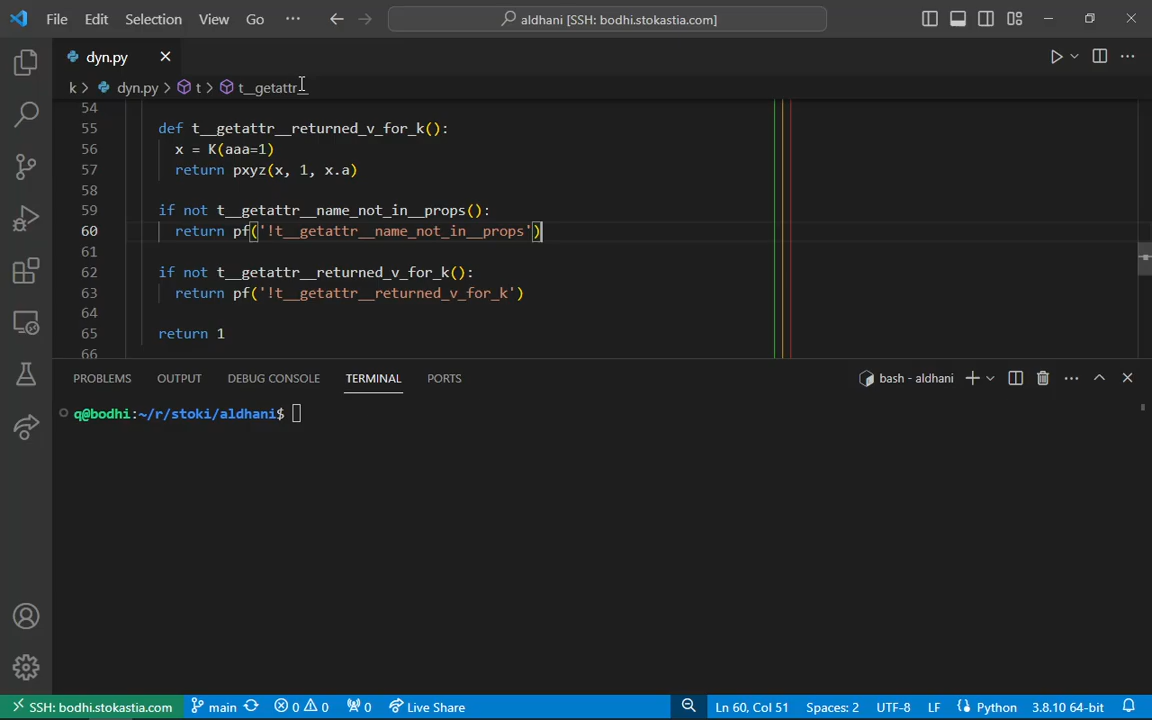 File Edit Selection View Go ··· aldhani [SSH: bodhi.stokastia.com]
dyn.py
k > dyn.py > t > t__getattr__
54
55 def t__getattr__returned_v_for_k():
56 x = K(aaa=1)
57 return pxyz(x, 1, x.a)
58
59 if not t__getattr__name_not_in__props():
60 return pf('!t__getattr__name_not_in__props')
61
62 if not t__getattr__returned_v_for_k():
63 return pf('!t__getattr__returned_v_for_k')
64
65 return 1
66
PROBLEMS OUTPUT DEBUG CONSOLE TERMINAL PORTS bash - aldhani
q@bodhi:~/r/stoki/aldhani$
SSH: bodhi.stokastia.com main 0 0 0 Live Share Ln 60, Col 51 Spaces: 2 UTF-8 LF Python 3.8.10 64-bit